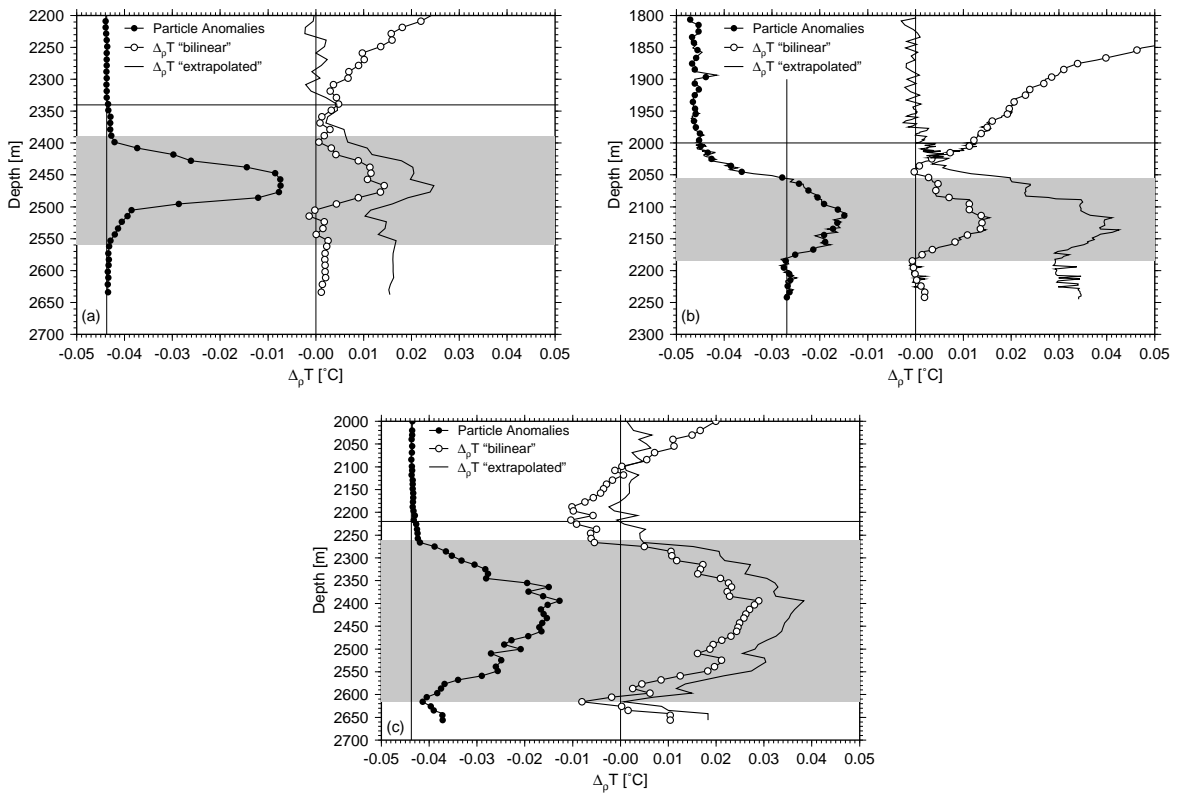 2200
2300
2400
2500
2600
2700
Depth [m]
-0.05 -0.04 -0.03 -0.02 -0.01 -0.00 0.01 0.02 0.03 0.04 0.05
ΔρT [˚C]
Particle Anomalies
ΔρT “bilinear”
ΔρT “extrapolated”
(a)
1800
1850
1900
1950
2000
2050
2100
2150
2200
2250
2300
Depth [m]
-0.05 -0.04 -0.03 -0.02 -0.01 -0.00 0.01 0.02 0.03 0.04 0.05
ΔρT [˚C]
Particle Anomalies
ΔρT “bilinear”
ΔρT “extrapolated”
(b)
2000
2050
2100
2150
2200
2250
2300
2350
2400
2450
2500
2550
2600
2650
2700
Depth [m]
-0.05 -0.04 -0.03 -0.02 -0.01 -0.00 0.01 0.02 0.03 0.04 0.05
ΔρT [˚C]
Particle Anomalies
ΔρT “bilinear”
ΔρT “extrapolated”
(c)